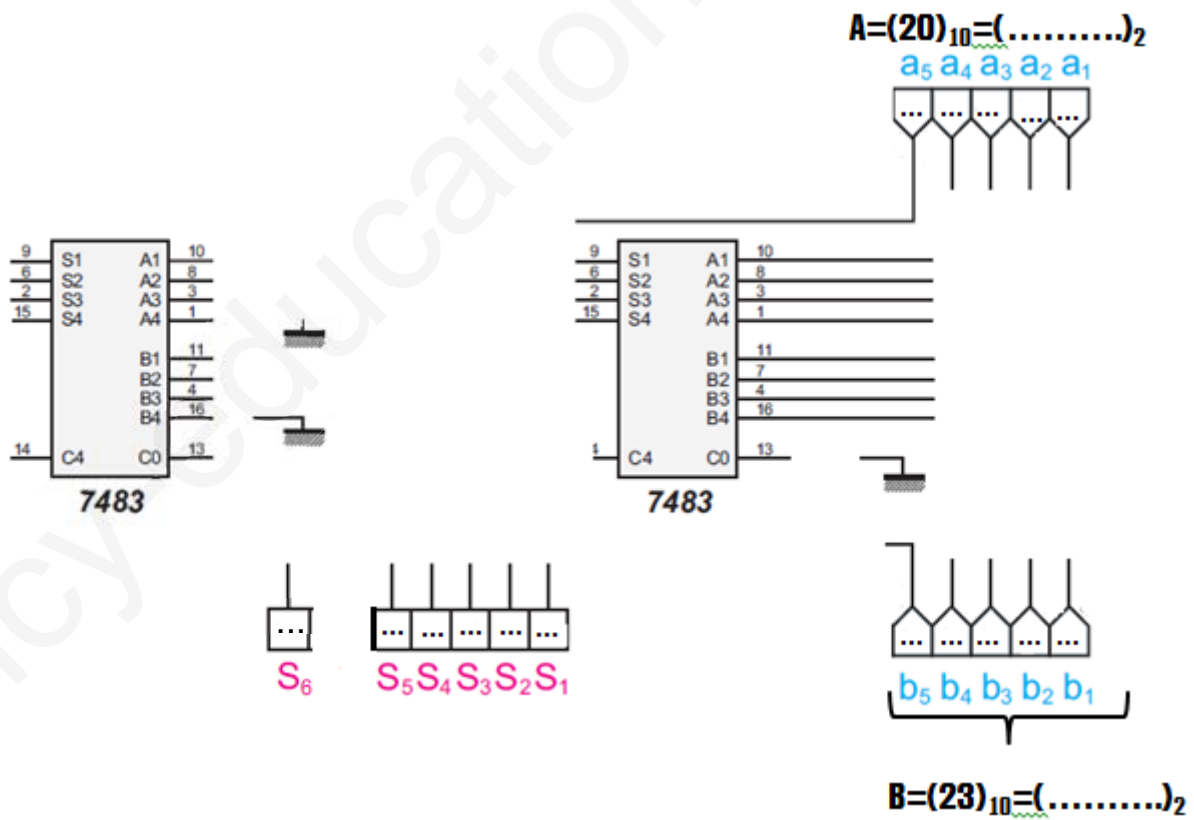 A=(20)10=(..........)2
a5 a4 a3 a2 a1
... ... ... ... ...
9 S1 A1 10
6 S2 A2 8
2 S3 A3 3
15 S4 A4 1
B1 11
B2 7
B3 4
B4 16
14 C4 C0 13
7483
9 S1 A1 10
6 S2 A2 8
2 S3 A3 3
15 S4 A4 1
B1 11
B2 7
B3 4
B4 16
C4 C0 13
7483
... ... ... ... ... ...
S6 S5 S4 S3 S2 S1
... ... ... ... ...
b5 b4 b3 b2 b1
B=(23)10=(..........)2
cy-education